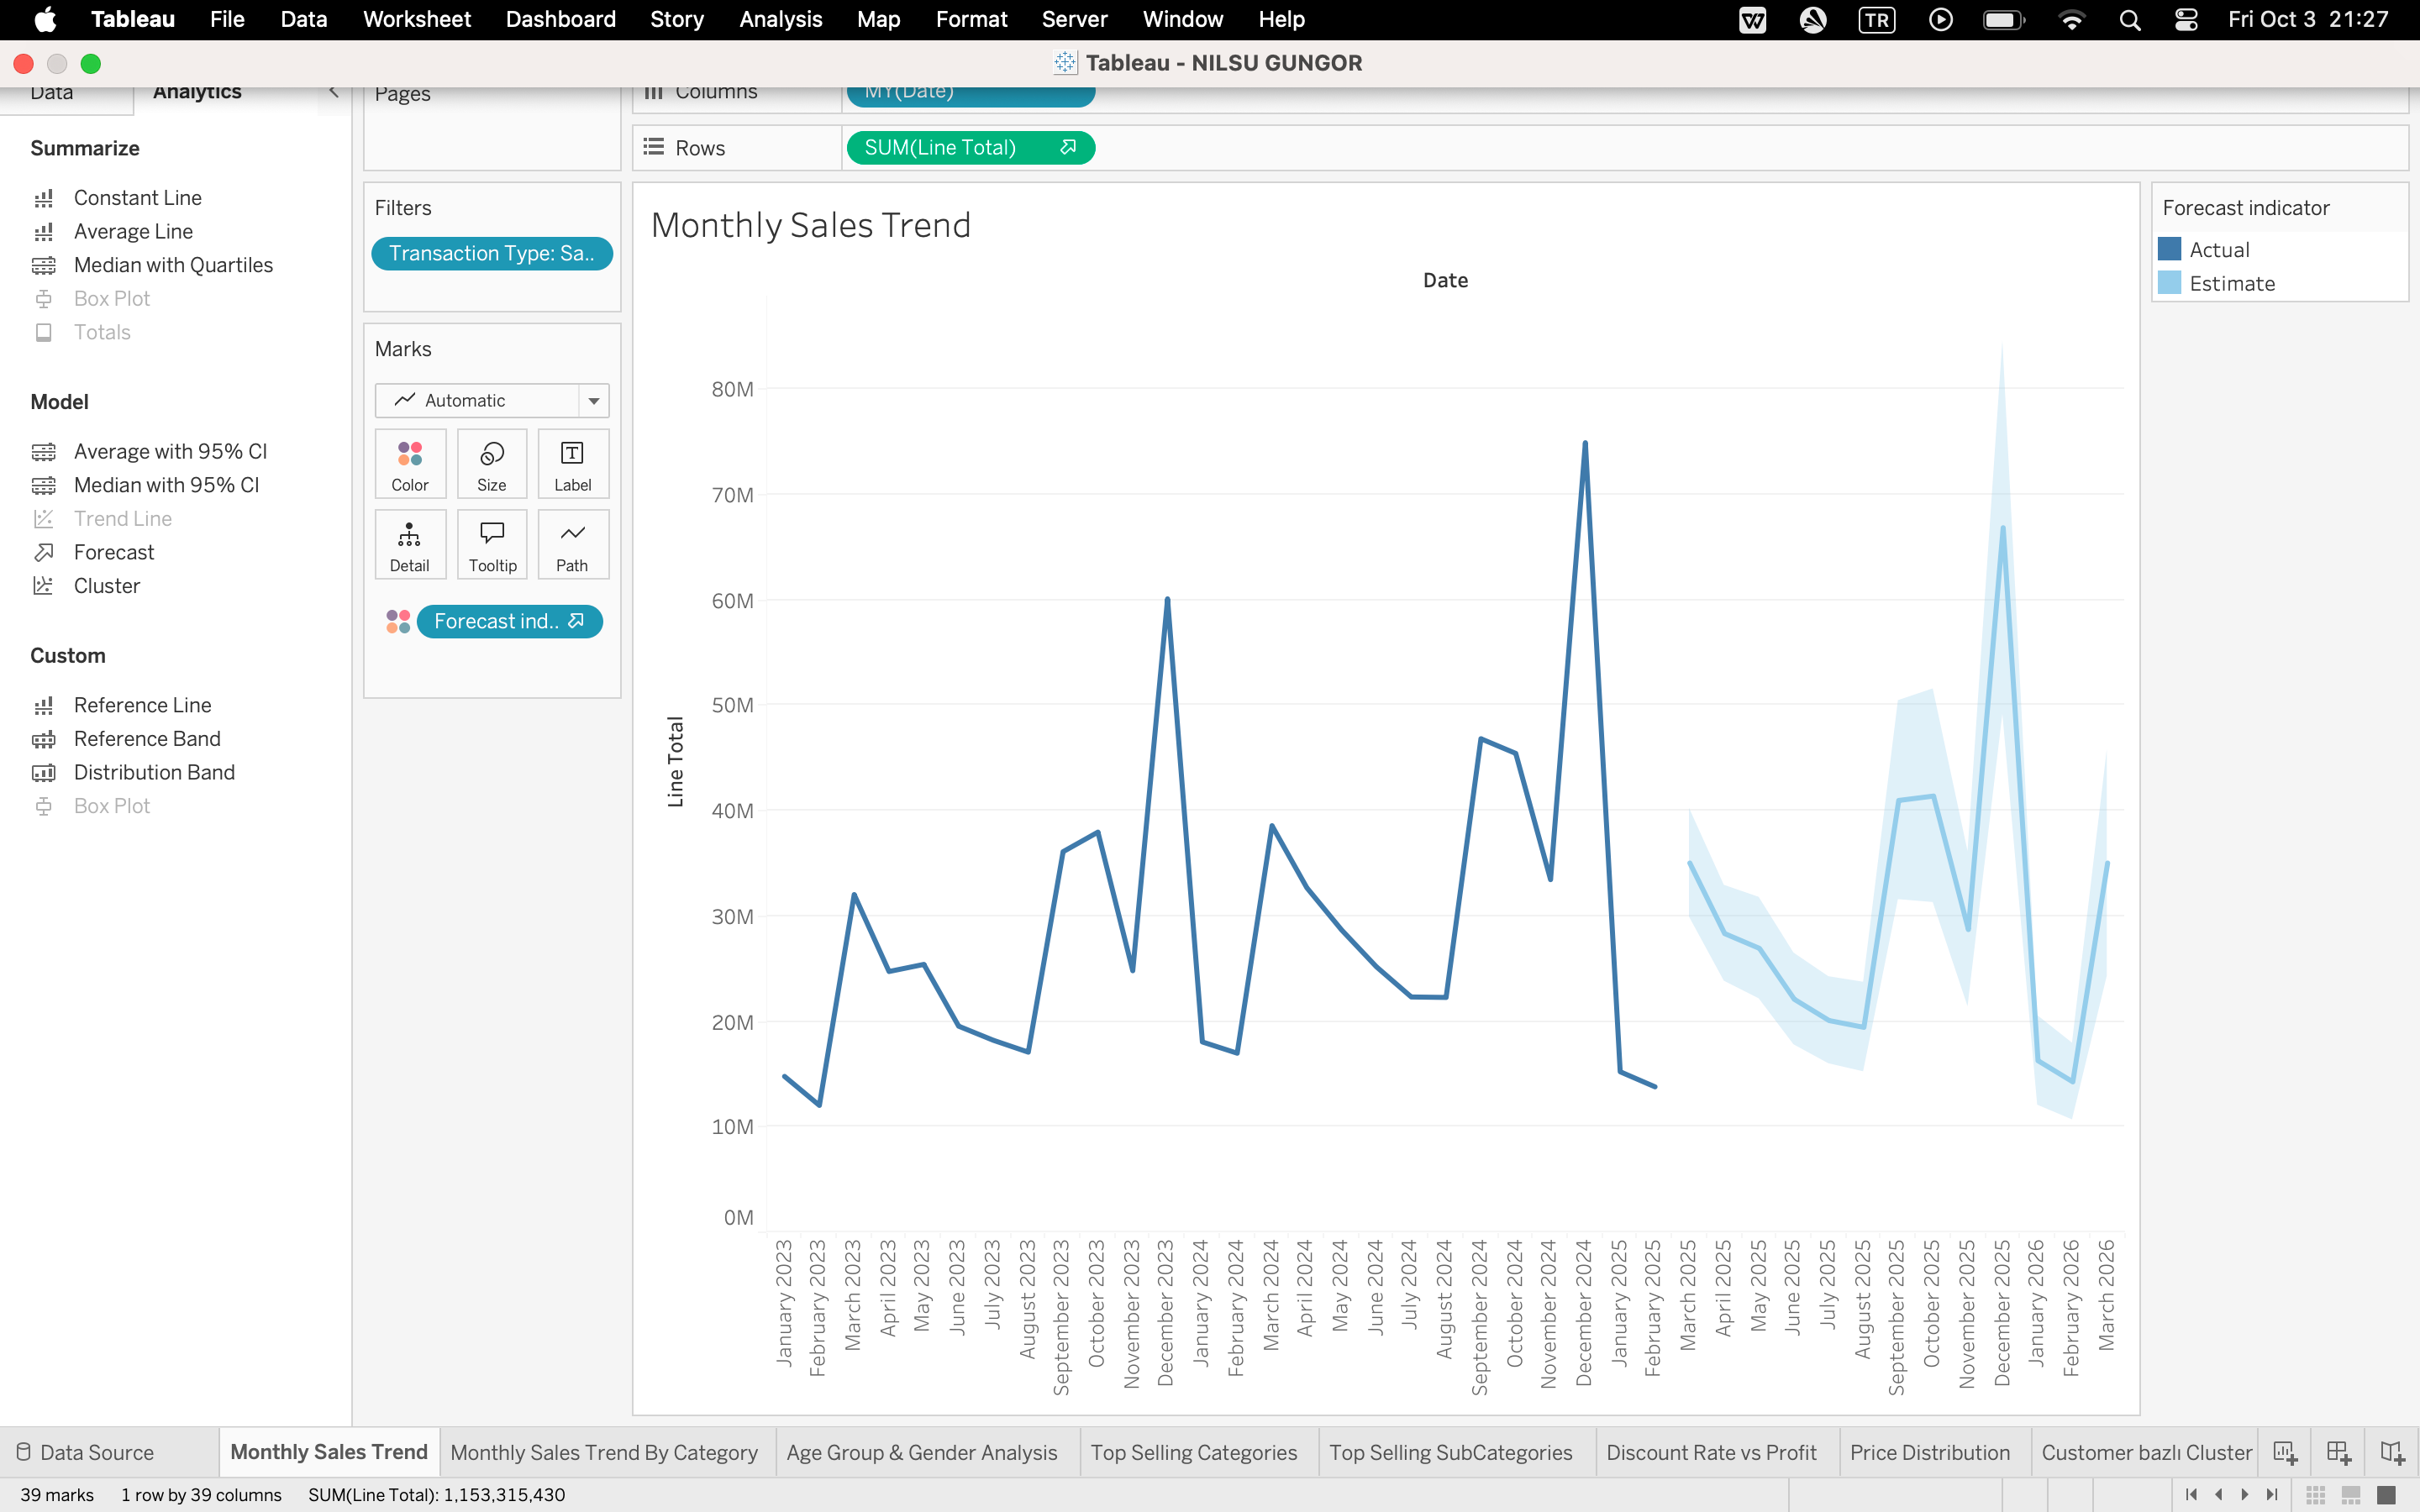 Tableau File Data Worksheet Dashboard Story Analysis Map Format Server Window Help TR Fri Oct 3 21:27
Tableau - NILSU GUNGOR
Data Analytics
Pages
Columns MY(Date)
Rows SUM(Line Total)
Summarize
Constant Line
Average Line
Median with Quartiles
Box Plot
Totals
Model
Average with 95% CI
Median with 95% CI
Trend Line
Forecast
Cluster
Custom
Reference Line
Reference Band
Distribution Band
Box Plot
Filters
Transaction Type: Sa..
Marks
Automatic
Color Size Label
Detail Tooltip Path
Forecast ind..
Monthly Sales Trend
Date
Line Total
80M
70M
60M
50M
40M
30M
20M
10M
0M
January 2023
February 2023
March 2023
April 2023
May 2023
June 2023
July 2023
August 2023
September 2023
October 2023
November 2023
December 2023
January 2024
February 2024
March 2024
April 2024
May 2024
June 2024
July 2024
August 2024
September 2024
October 2024
November 2024
December 2024
January 2025
February 2025
March 2025
April 2025
May 2025
June 2025
July 2025
August 2025
September 2025
October 2025
November 2025
December 2025
January 2026
February 2026
March 2026
Forecast indicator
Actual
Estimate
Data Source Monthly Sales Trend Monthly Sales Trend By Category Age Group & Gender Analysis Top Selling Categories Top Selling SubCategories Discount Rate vs Profit Price Distribution Customer bazlı Cluster
39 marks 1 row by 39 columns SUM(Line Total): 1,153,315,430